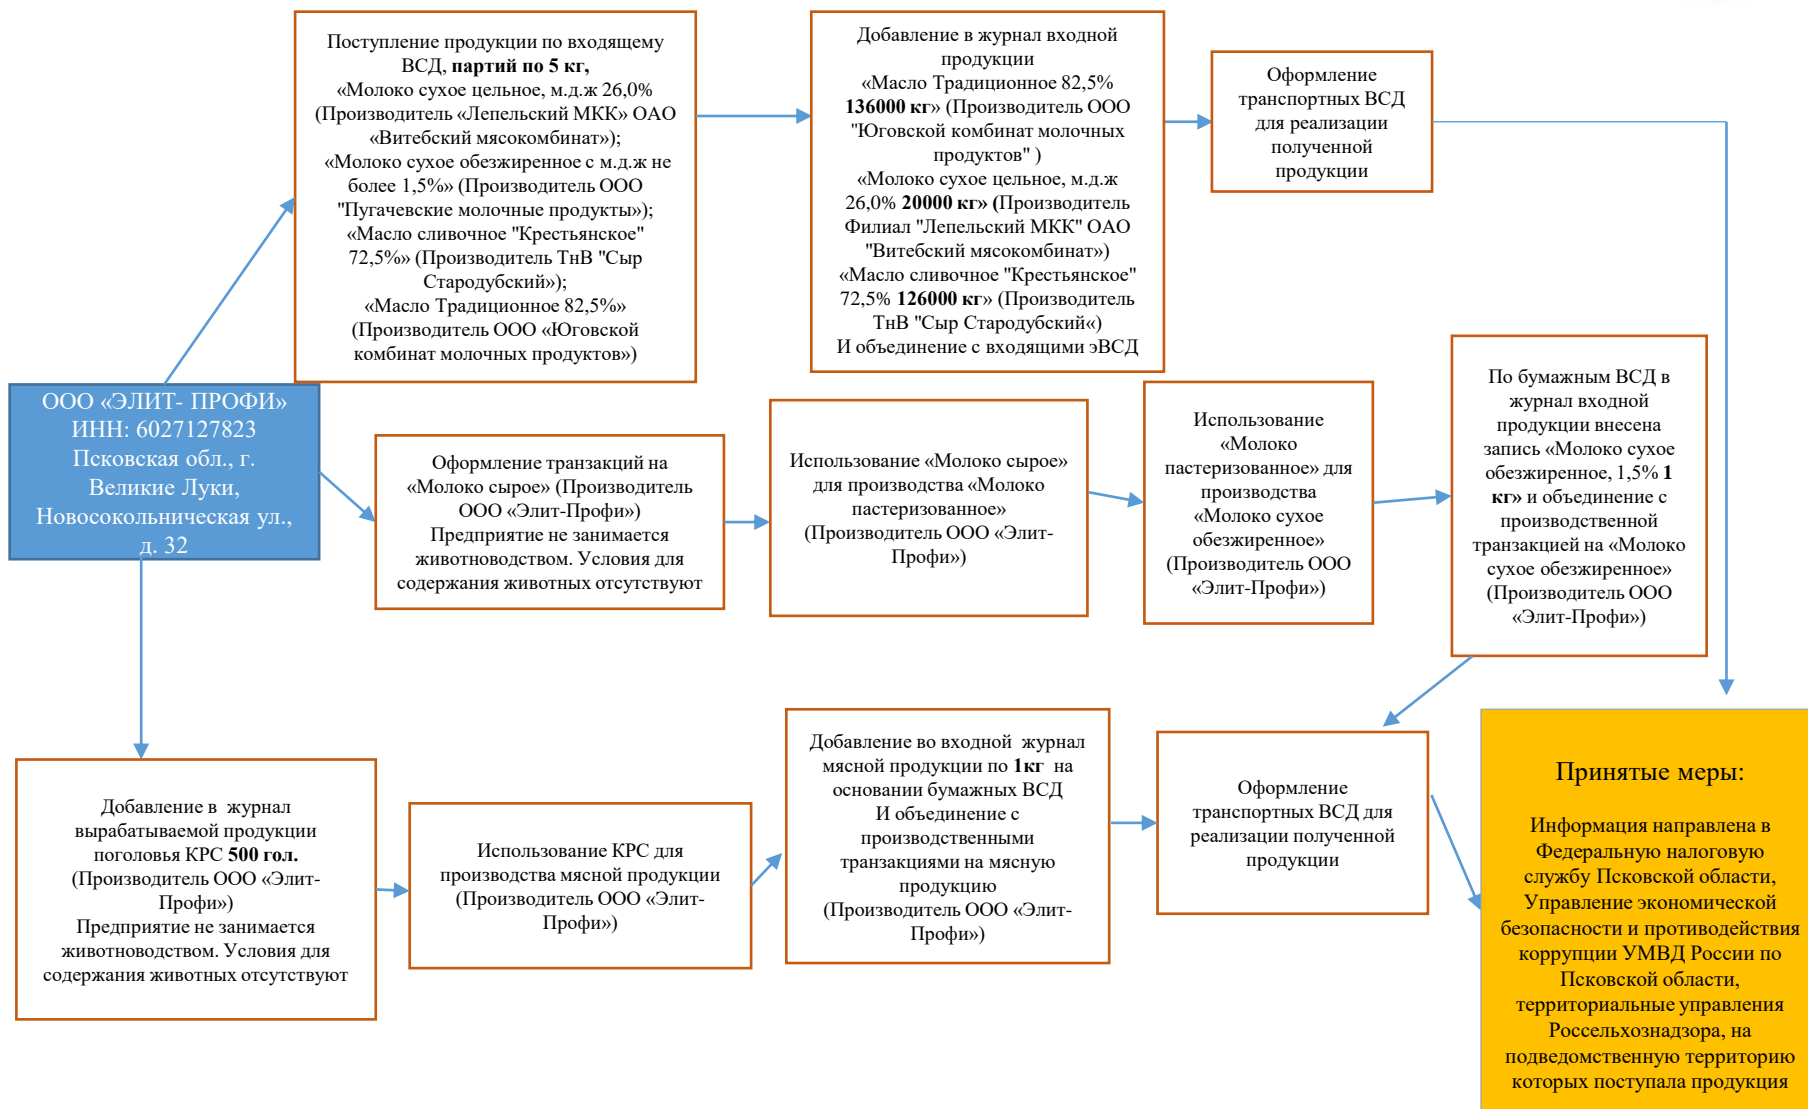 Поступление продукции по входящему
ВСД, партий по 5 кг,
«Молоко сухое цельное, м.д.ж 26,0%
(Производитель «Лепельский МКК» ОАО
«Витебский мясокомбинат»);
«Молоко сухое обезжиренное с м.д.ж не
более 1,5%» (Производитель ООО
"Пугачевские молочные продукты»);
«Масло сливочное "Крестьянское"
72,5%» (Производитель ТнВ "Сыр
Стародубский»);
«Масло Традиционное 82,5%»
(Производитель ООО «Юговской
комбинат молочных продуктов»)
Добавление в журнал входной
продукции
«Масло Традиционное 82,5%
136000 кг» (Производитель ООО
"Юговской комбинат молочных
продуктов" )
«Молоко сухое цельное, м.д.ж
26,0% 20000 кг» (Производитель
Филиал "Лепельский МКК" ОАО
"Витебский мясокомбинат»)
«Масло сливочное "Крестьянское"
72,5% 126000 кг» (Производитель
ТнВ "Сыр Стародубский«)
И объединение с входящими эВСД
Оформление
транспортных ВСД
для реализации
полученной
продукции
ООО «ЭЛИТ- ПРОФИ»
ИНН: 6027127823
Псковская обл., г.
Великие Луки,
Новосокольническая ул.,
д. 32
Оформление транзакций на
«Молоко сырое» (Производитель
ООО «Элит-Профи»)
Предприятие не занимается
животноводством. Условия для
содержания животных отсутствуют
Использование «Молоко сырое»
для производства «Молоко
пастеризованное»
(Производитель ООО «Элит-
Профи»)
Использование
«Молоко
пастеризованное» для
производства
«Молоко сухое
обезжиренное»
(Производитель ООО
«Элит-Профи»)
По бумажным ВСД в
журнал входной
продукции внесена
запись «Молоко сухое
обезжиренное, 1,5% 1
кг» и объединение с
производственной
транзакцией на «Молоко
сухое обезжиренное»
(Производитель ООО
«Элит-Профи»)
Добавление в  журнал
вырабатываемой продукции
поголовья КРС 500 гол.
(Производитель ООО «Элит-
Профи»)
Предприятие не занимается
животноводством. Условия для
содержания животных отсутствуют
Использование КРС для
производства мясной продукции
(Производитель ООО «Элит-
Профи»)
Добавление во входной  журнал
мясной продукции по 1кг  на
основании бумажных ВСД
И объединение с
производственными
транзакциями на мясную
продукцию
(Производитель ООО «Элит-
Профи»)
Оформление
транспортных ВСД для
реализации полученной
продукции
Принятые меры:
Информация направлена в
Федеральную налоговую
службу Псковской области,
Управление экономической
безопасности и противодействия
коррупции УМВД России по
Псковской области,
территориальные управления
Россельхознадзора, на
подведомственную территорию
которых поступала продукция